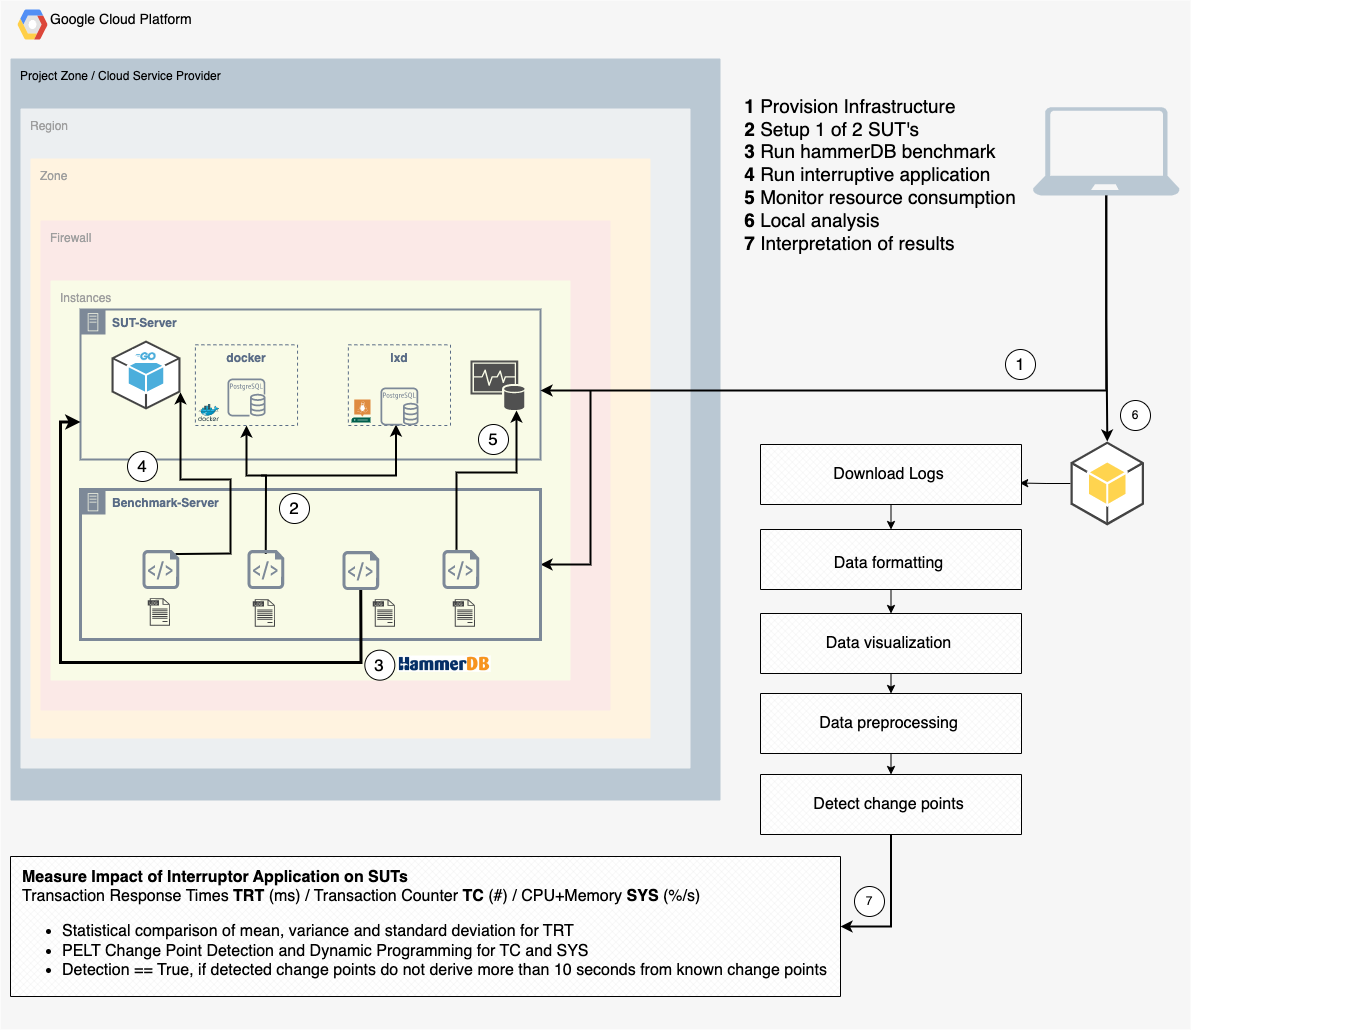 Google Cloud Platform
Project Zone / Cloud Service Provider
Region
Zone
Firewall
Instances
SUT-Server
GO
docker
PostgreSQL
docker
lxd
PostgreSQL
5
4
Benchmark-Server
2
</>
</>
</>
</>
3
HammerDB
1 Provision Infrastructure
2 Setup 1 of 2 SUT's
3 Run hammerDB benchmark
4 Run interruptive application
5 Monitor resource consumption
6 Local analysis
7 Interpretation of results
1
6
Download Logs
Data formatting
Data visualization
Data preprocessing
Detect change points
7
Measure Impact of Interruptor Application on SUTs
Transaction Response Times TRT (ms) / Transaction Counter TC (#) / CPU+Memory SYS (%/s)
• Statistical comparison of mean, variance and standard deviation for TRT
• PELT Change Point Detection and Dynamic Programming for TC and SYS
• Detection == True, if detected change points do not derive more than 10 seconds from known change points